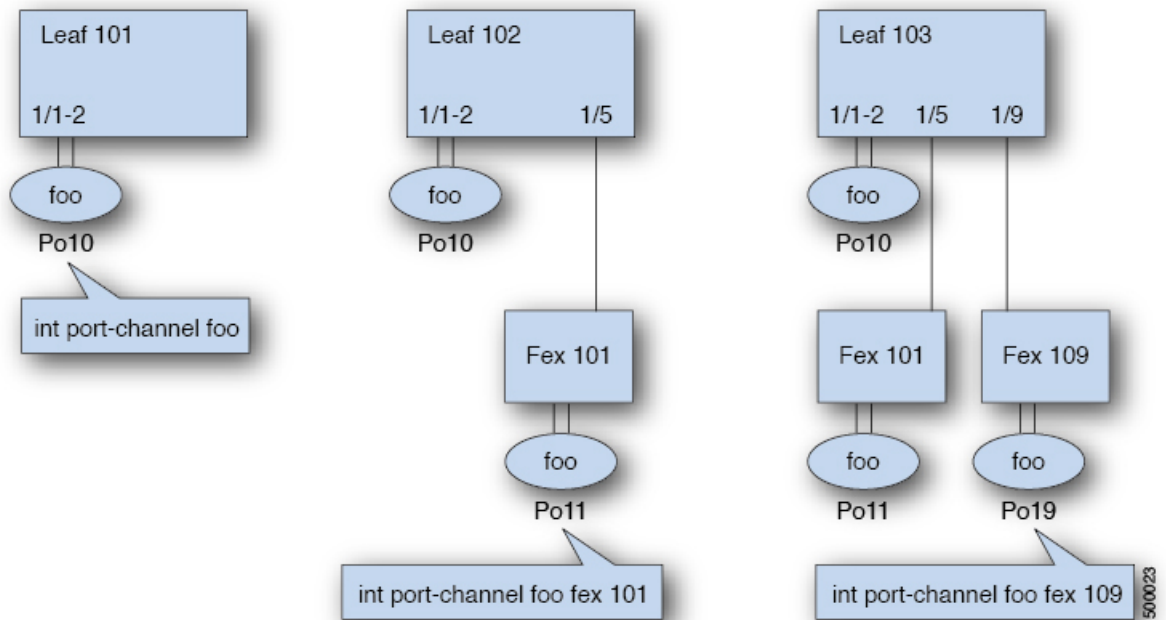 Leaf 101
1/1-2
foo
Po10
int port-channel foo
Leaf 102
1/1-2 1/5
foo
Po10
Fex 101
foo
Po11
int port-channel foo fex 101
Leaf 103
1/1-2 1/5 1/9
foo
Po10
Fex 101 Fex 109
foo foo
Po11 Po19
int port-channel foo fex 109
500023